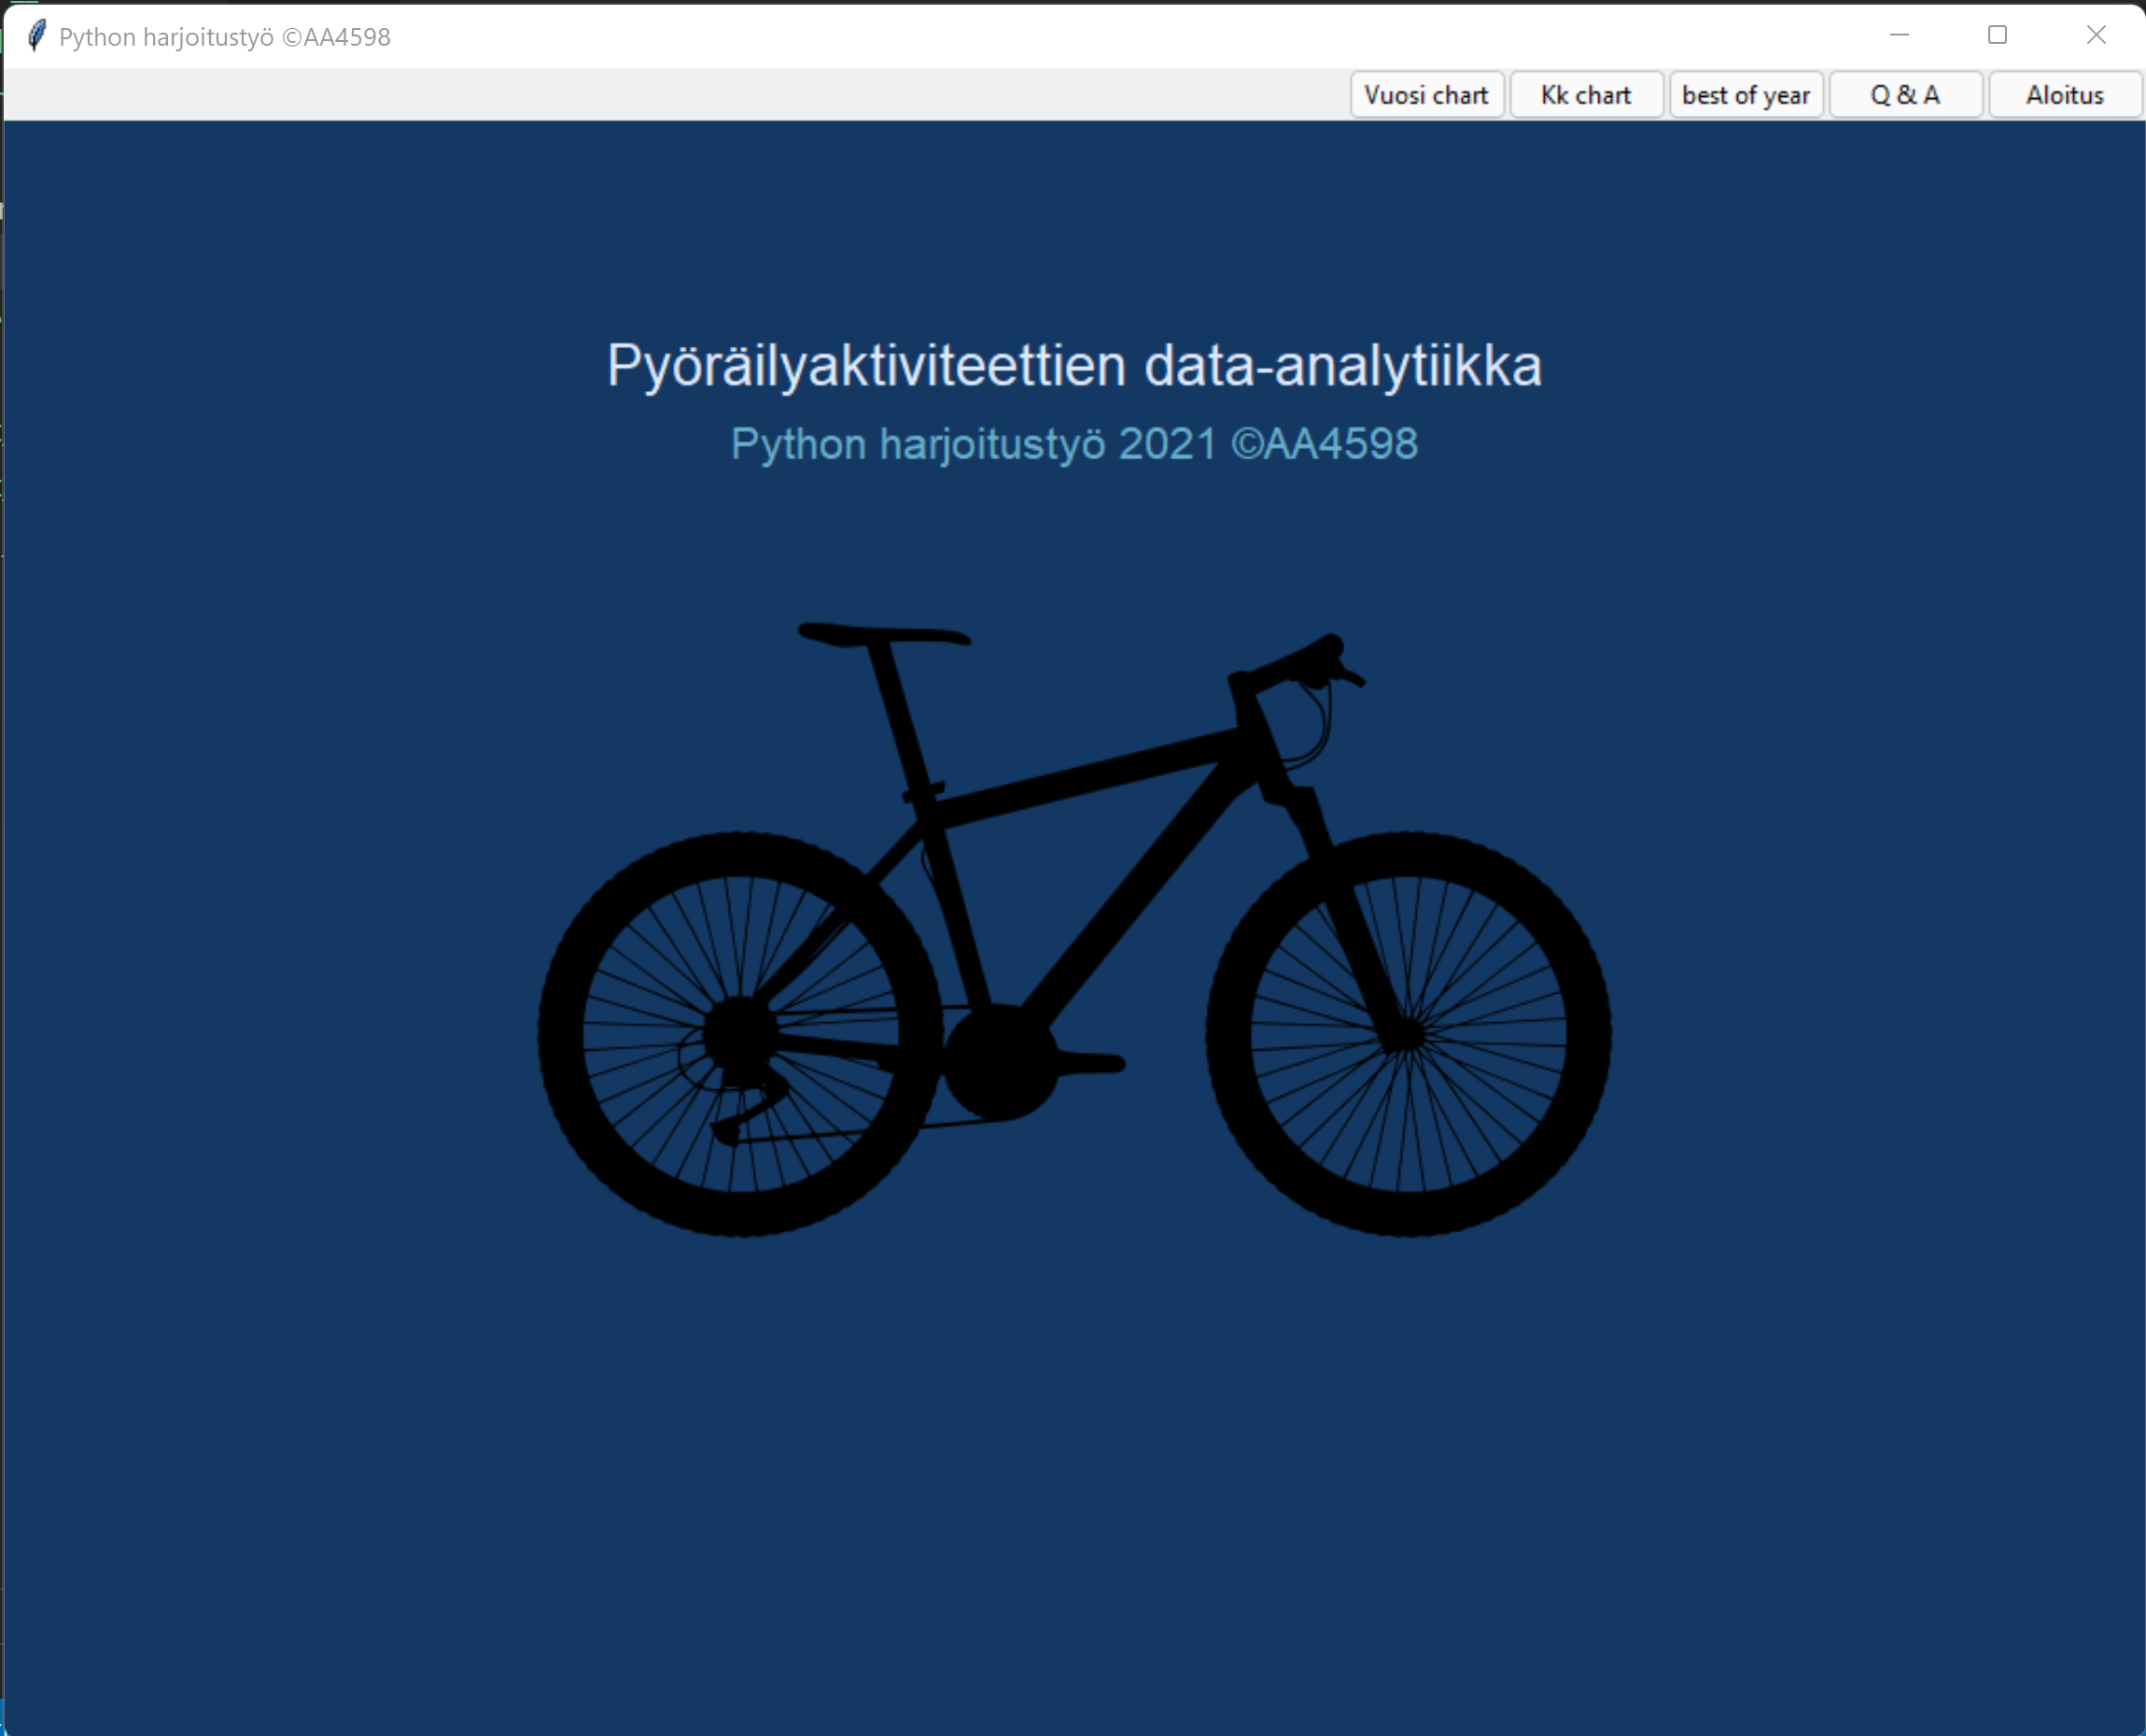 Python harjoitustyö ©AA4598
Vuosi chart Kk chart best of year Q & A Aloitus
Pyöräilyaktiviteettien data-analytiikka
Python harjoitustyö 2021 ©AA4598